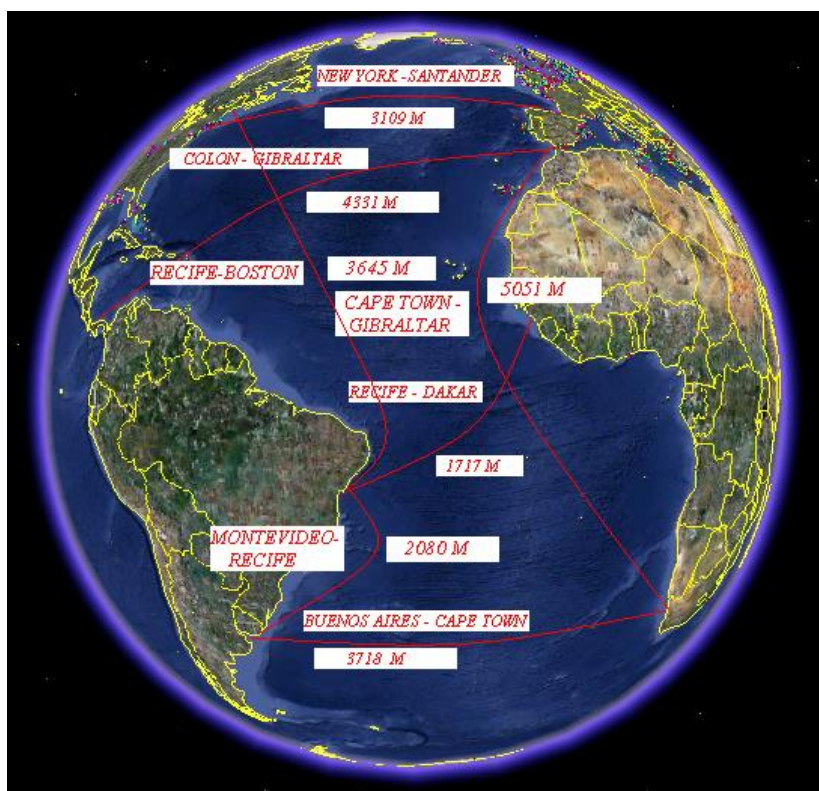 NEW YORK - SANTANDER
3109 M
COLON - GIBRALTAR
4331 M
RECIFE-BOSTON
3645 M
5051 M
CAPE TOWN -
GIBRALTAR
RECIFE - DAKAR
1717 M
MONTEVIDEO-
RECIFE
2080 M
BUENOS AIRES - CAPE TOWN
3718 M